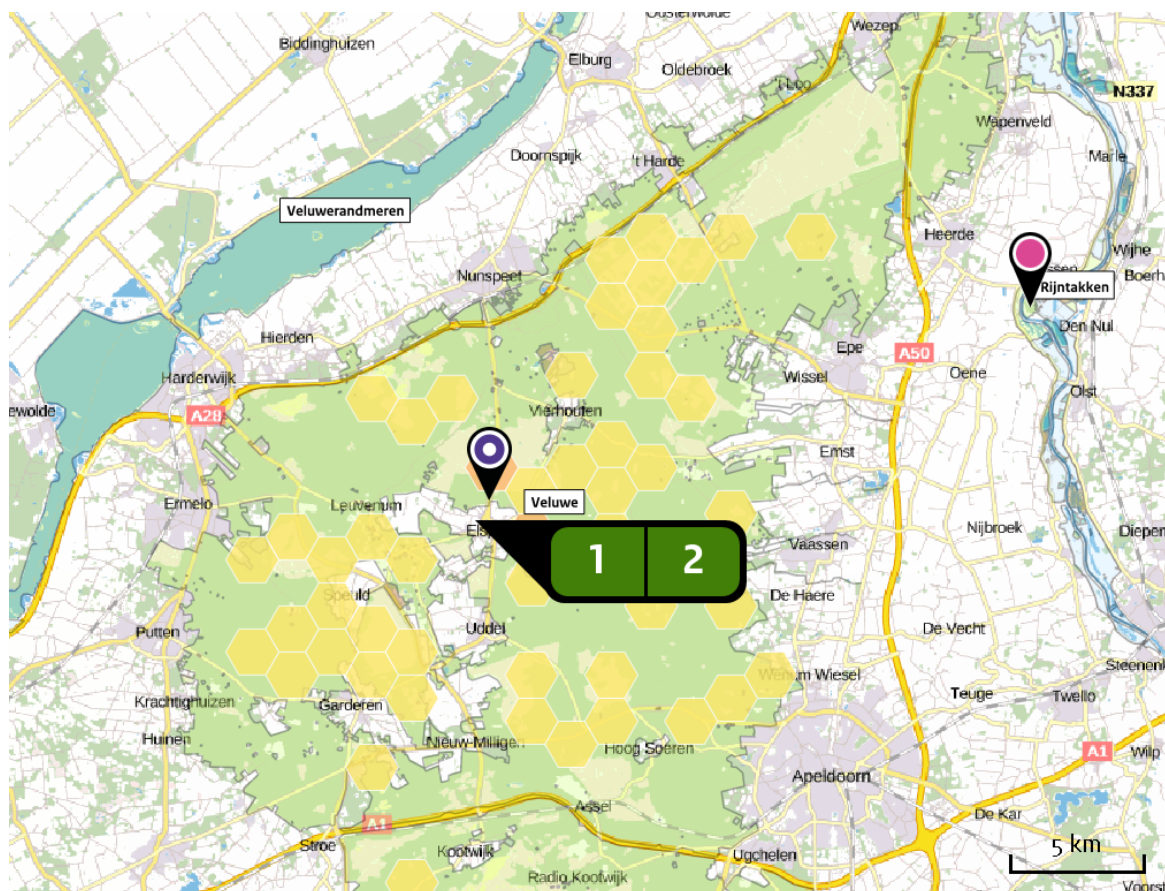 Oosterwolde
Wezep
Biddinghuizen
Elburg
Oldebroek
't Loo
N337
Wapenveld
Doornspijk
't Harde
Marle
Veluwerandmeren
Heerde
Wijhe
Nunspeet
Boerh
Rijntakken
Hierden
Den Nul
Epe
A50
Harderwijk
Wissel
Oene
Olst
ewolde
A28
Vierhouten
Emst
Ermelo
Leuvenum
Veluwe
Nijbroek
Diepen
Vaassen
1 2
Speuld
De Haere
Putten
Uddel
De Vecht
Steenenk
Wenum Wiesel
Teuge
Twello
Krachtighuizen
Garderen
Huinen
Nieuw-Milligen
Hoog Soeren
A1
Wilp
Apeldoorn
Assel
De Kar
A1
Stroe
Kootwijk
5 km
Ugchelen
Radio Kootwijk
Voorst